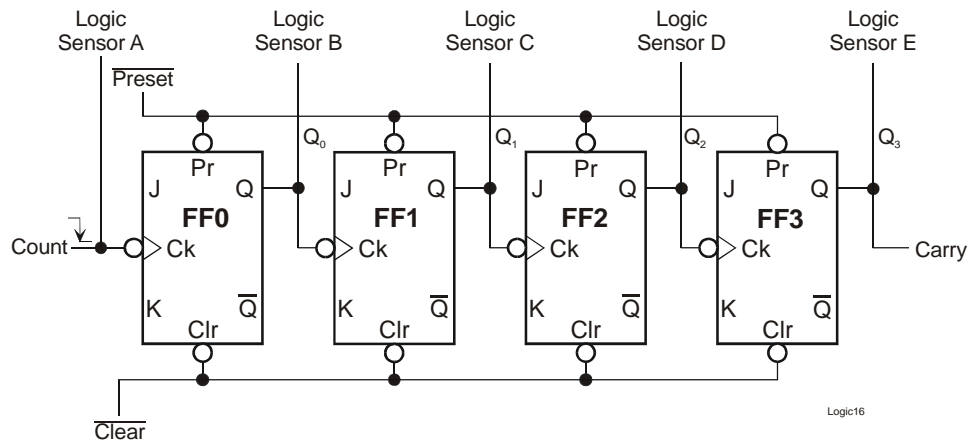 Logic Sensor A
Logic Sensor B
Logic Sensor C
Logic Sensor D
Logic Sensor E
Preset
Q0
Q1
Q2
Q3
Pr
Pr
Pr
Pr
J
Q
J
Q
J
Q
J
Q
FF0
FF1
FF2
FF3
Count
Ck
Ck
Ck
Ck
Carry
K
Q
K
Q
K
Q
K
Q
Clr
Clr
Clr
Clr
Clear
Logic16